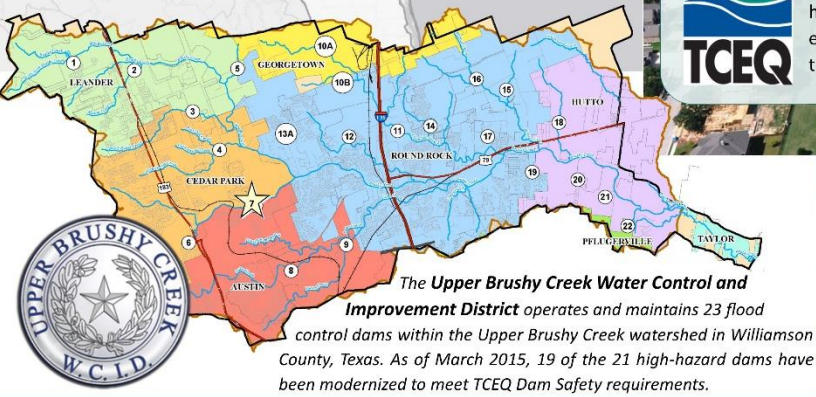 10A
GEORGETOWN
1
2
LEANDER
5
10B
16
15
HUTTO
3
13A
12
11
14
17
18
4
ROUND ROCK
79
CEDAR PARK
183
7
19
20
21
22
6
9
8
AUSTIN
PFLUGERVILLE
TAYLOR
TCEQ
h
e
t
UPPER BRUSHY CREEK
W.C.I.D.
The Upper Brushy Creek Water Control and
Improvement District operates and maintains 23 flood
control dams within the Upper Brushy Creek watershed in Williamson
County, Texas. As of March 2015, 19 of the 21 high-hazard dams have
been modernized to meet TCEQ Dam Safety requirements.